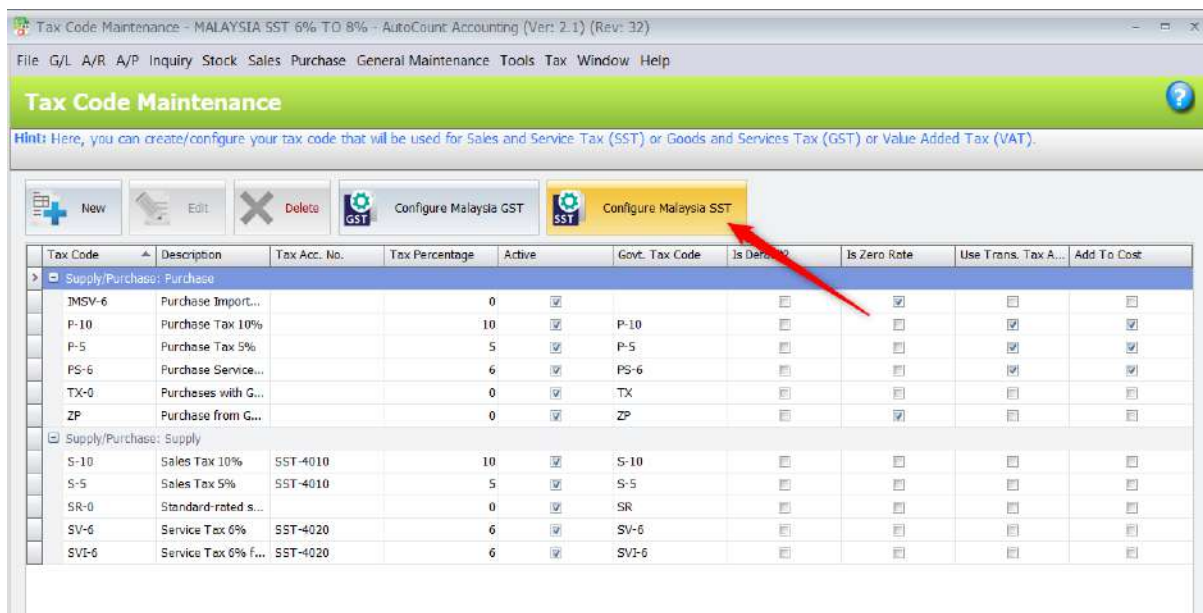 Tax Code Maintenance - MALAYSIA SST 6% TO 8% - AutoCount Accounting (Ver: 2.1) (Rev: 32)
File G/L A/R A/P Inquiry Stock Sales Purchase General Maintenance Tools Tax Window Help
Tax Code Maintenance
Hint: Here, you can create/configure your tax code that will be used for Sales and Service Tax (SST) or Goods and Services Tax (GST) or Value Added Tax (VAT).
New Edit Delete GST Configure Malaysia GST SST Configure Malaysia SST
Tax Code Description Tax Acc. No. Tax Percentage Active Govt. Tax Code Is Default? Is Zero Rate Use Trans. Tax A... Add To Cost
Supply/Purchase: Purchase
IMSV-6 Purchase Import... 0
P-10 Purchase Tax 10% 10 P-10
P-5 Purchase Tax 5% 5 P-5
PS-6 Purchase Service... 6 PS-6
TX-0 Purchases with G... 0 TX
ZP Purchase from G... 0 ZP
Supply/Purchase: Supply
S-10 Sales Tax 10% SST-4010 10 S-10
S-5 Sales Tax 5% SST-4010 5 S-5
SR-0 Standard-rated s... 0 SR
SV-6 Service Tax 6% SST-4020 6 SV-6
SVI-6 Service Tax 6% f... SST-4020 6 SVI-6